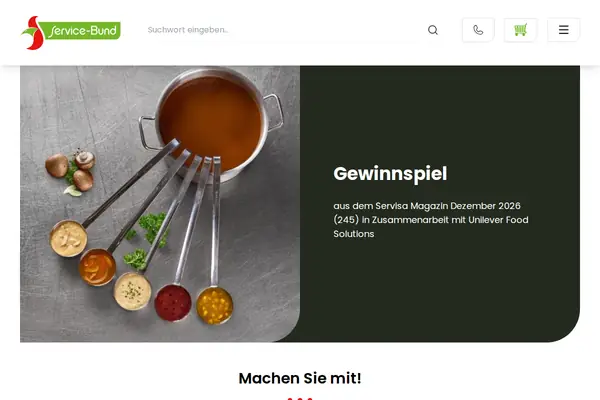 Service-Bund
Suchwort eingeben..
Gewinnspiel
aus dem Servisa Magazin Dezember 2026
(245) in Zusammenarbeit mit Unilever Food
Solutions
Machen Sie mit!